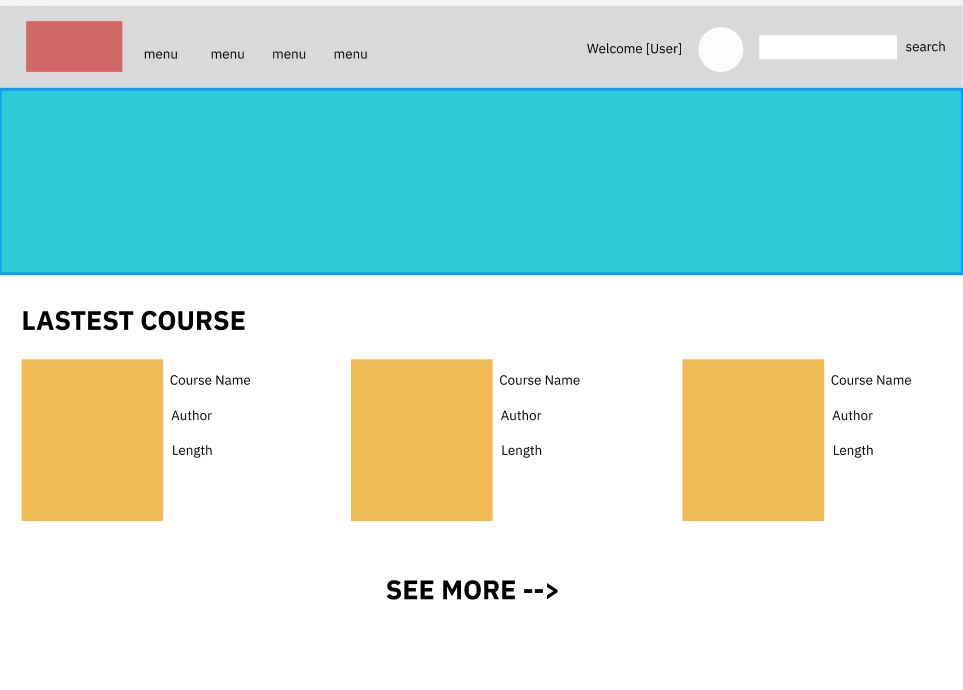 menu menu menu menu Welcome [User] search
LASTEST COURSE
Course Name Course Name Course Name
Author Author Author
Length Length Length
SEE MORE -->